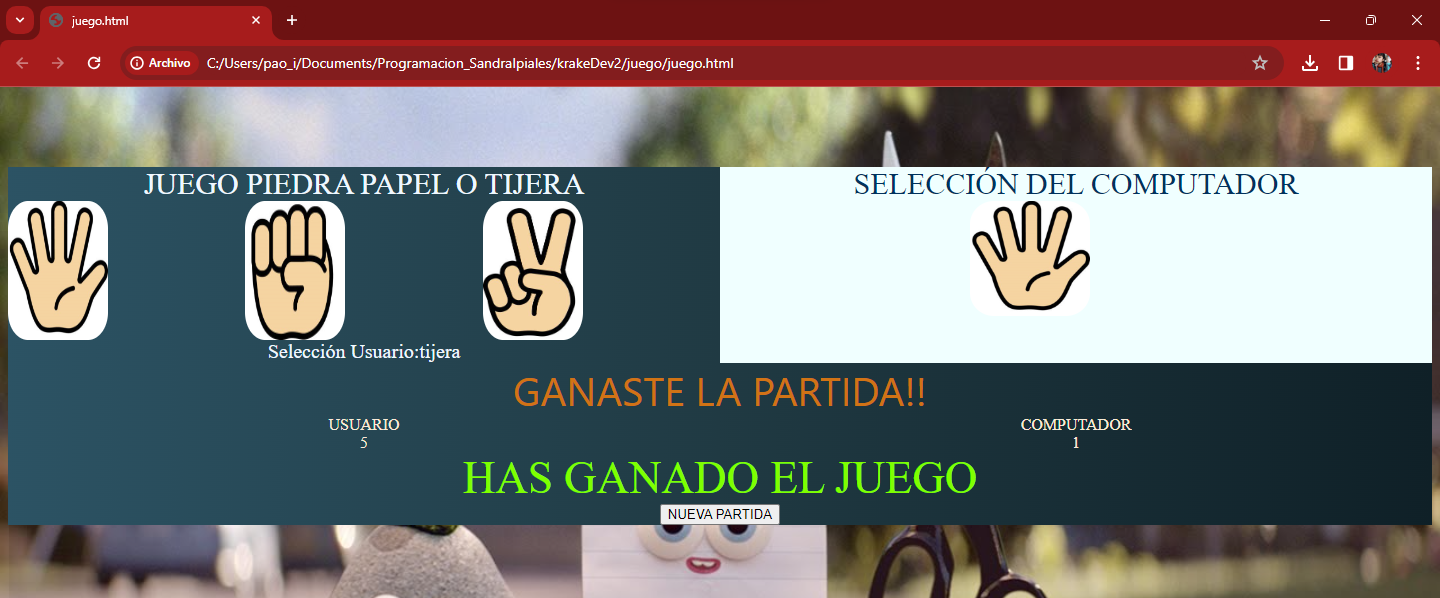 juego.html
Archivo
C:/Users/pao_i/Documents/Programacion_SandraIpiales/krakeDev2/juego/juego.html
JUEGO PIEDRA PAPEL O TIJERA
Selección Usuario:tijera
SELECCIÓN DEL COMPUTADOR
GANASTE LA PARTIDA!!
USUARIO
5
COMPUTADOR
1
HAS GANADO EL JUEGO
NUEVA PARTIDA